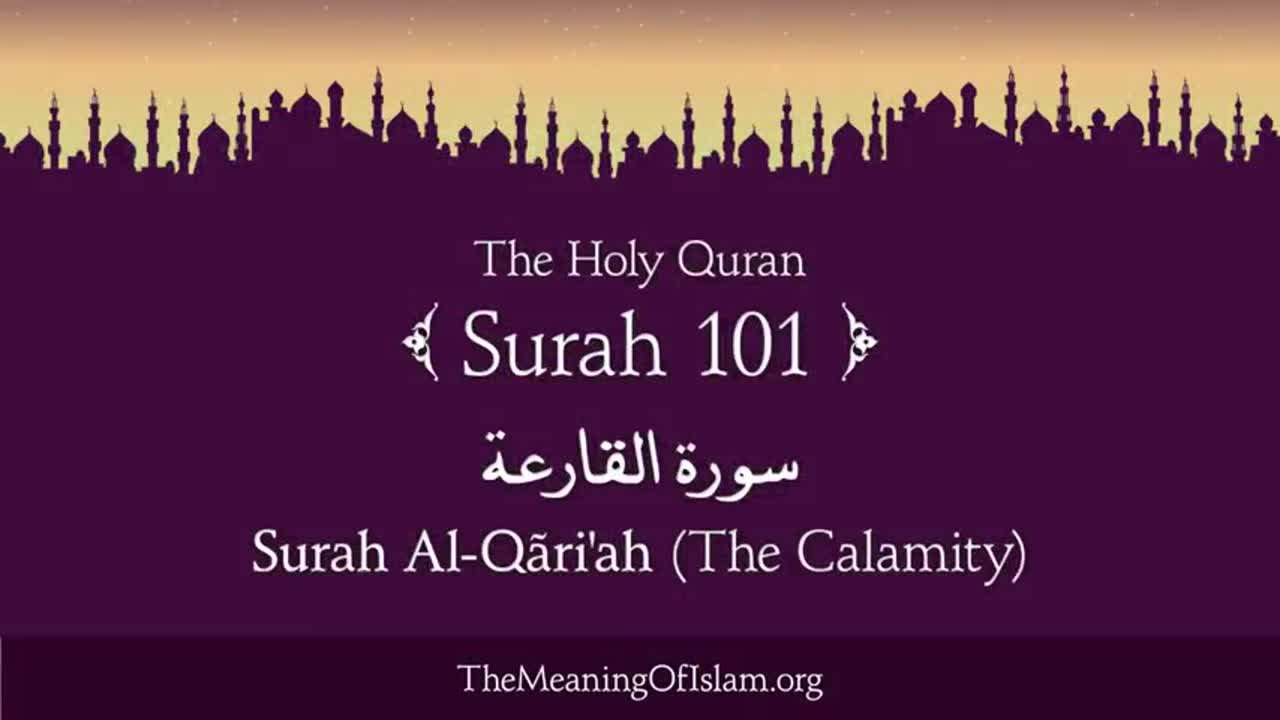 The Holy Quran
Surah 101
سورة القارعة
Surah Al-Qãri'ah (The Calamity)
TheMeaningOfIslam.org